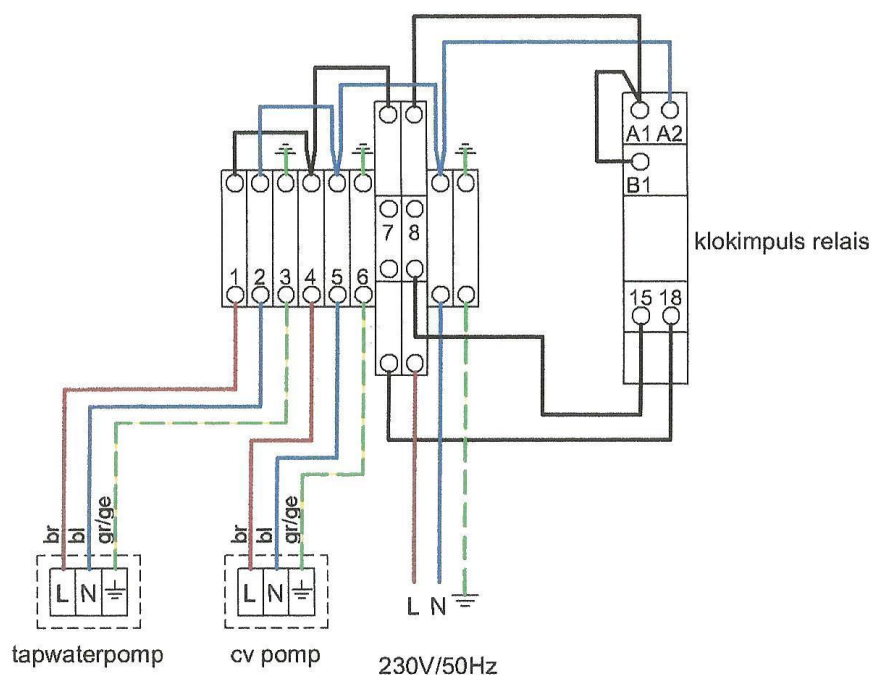 A1 A2
B1
klokimpuls relais
7 8
1 2 3 4 5 6
15 18
br bl gr/ge
br bl gr/ge
L N
L N
L N
tapwaterpomp
cv pomp
230V/50Hz